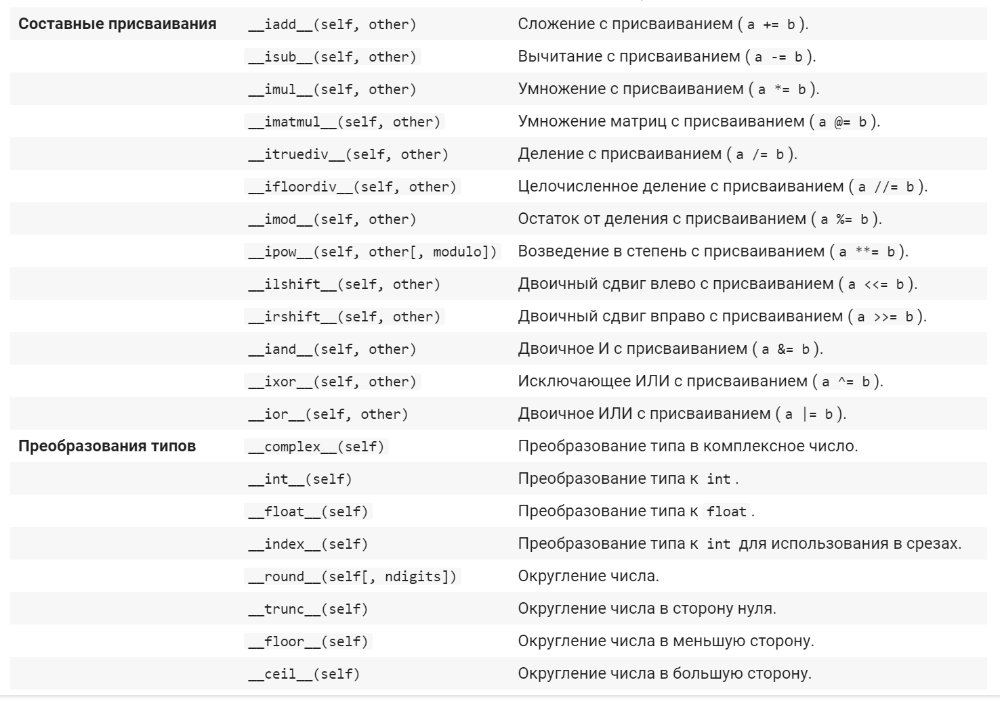 Составные присваивания __iadd__(self, other) Сложение с присваиванием ( a += b ).
__isub__(self, other) Вычитание с присваиванием ( a -= b ).
__imul__(self, other) Умножение с присваиванием ( a *= b ).
__imatmul__(self, other) Умножение матриц с присваиванием ( a @= b ).
__itruediv__(self, other) Деление с присваиванием ( a /= b ).
__ifloordiv__(self, other) Целочисленное деление с присваиванием ( a //= b ).
__imod__(self, other) Остаток от деления с присваиванием ( a %= b ).
__ipow__(self, other[, modulo]) Возведение в степень с присваиванием ( a **= b ).
__ilshift__(self, other) Двоичный сдвиг влево с присваиванием ( a <<= b ).
__irshift__(self, other) Двоичный сдвиг вправо с присваиванием ( a >>= b ).
__iand__(self, other) Двоичное И с присваиванием ( a &= b ).
__ixor__(self, other) Исключающее ИЛИ с присваиванием ( a ^= b ).
__ior__(self, other) Двоичное ИЛИ с присваиванием ( a |= b ).
Преобразования типов __complex__(self) Преобразование типа в комплексное число.
__int__(self) Преобразование типа к int .
__float__(self) Преобразование типа к float .
__index__(self) Преобразование типа к int для использования в срезах.
__round__(self[, ndigits]) Округление числа.
__trunc__(self) Округление числа в сторону нуля.
__floor__(self) Округление числа в меньшую сторону.
__ceil__(self) Округление числа в большую сторону.